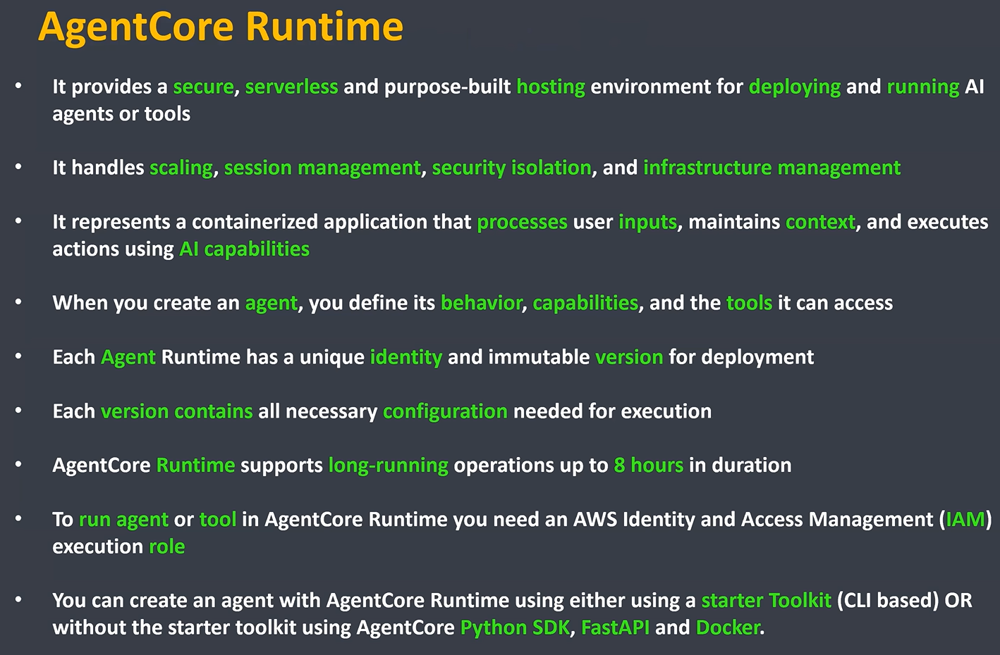 AgentCore Runtime
• It provides a secure, serverless and purpose-built hosting environment for deploying and running AI
agents or tools
• It handles scaling, session management, security isolation, and infrastructure management
• It represents a containerized application that processes user inputs, maintains context, and executes
actions using AI capabilities
• When you create an agent, you define its behavior, capabilities, and the tools it can access
• Each Agent Runtime has a unique identity and immutable version for deployment
• Each version contains all necessary configuration needed for execution
• AgentCore Runtime supports long-running operations up to 8 hours in duration
• To run agent or tool in AgentCore Runtime you need an AWS Identity and Access Management (IAM)
execution role
• You can create an agent with AgentCore Runtime using either using a starter Toolkit (CLI based) OR
without the starter toolkit using AgentCore Python SDK, FastAPI and Docker.